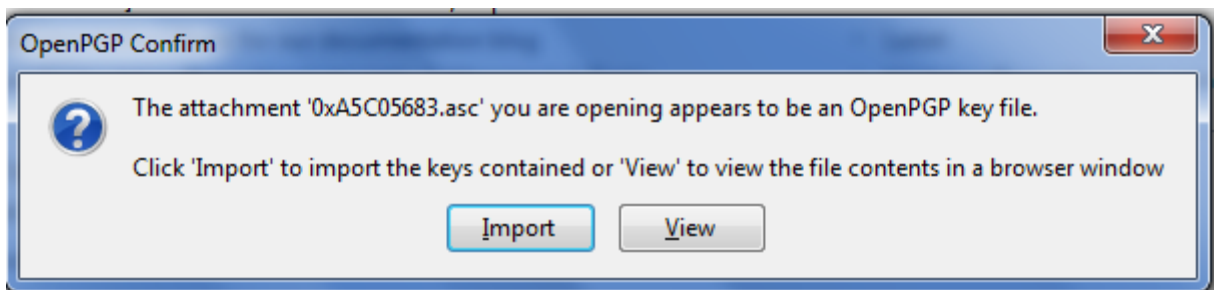 OpenPGP Confirm
The attachment '0xA5C05683.asc' you are opening appears to be an OpenPGP key file.
Click 'Import' to import the keys contained or 'View' to view the file contents in a browser window
Import
View